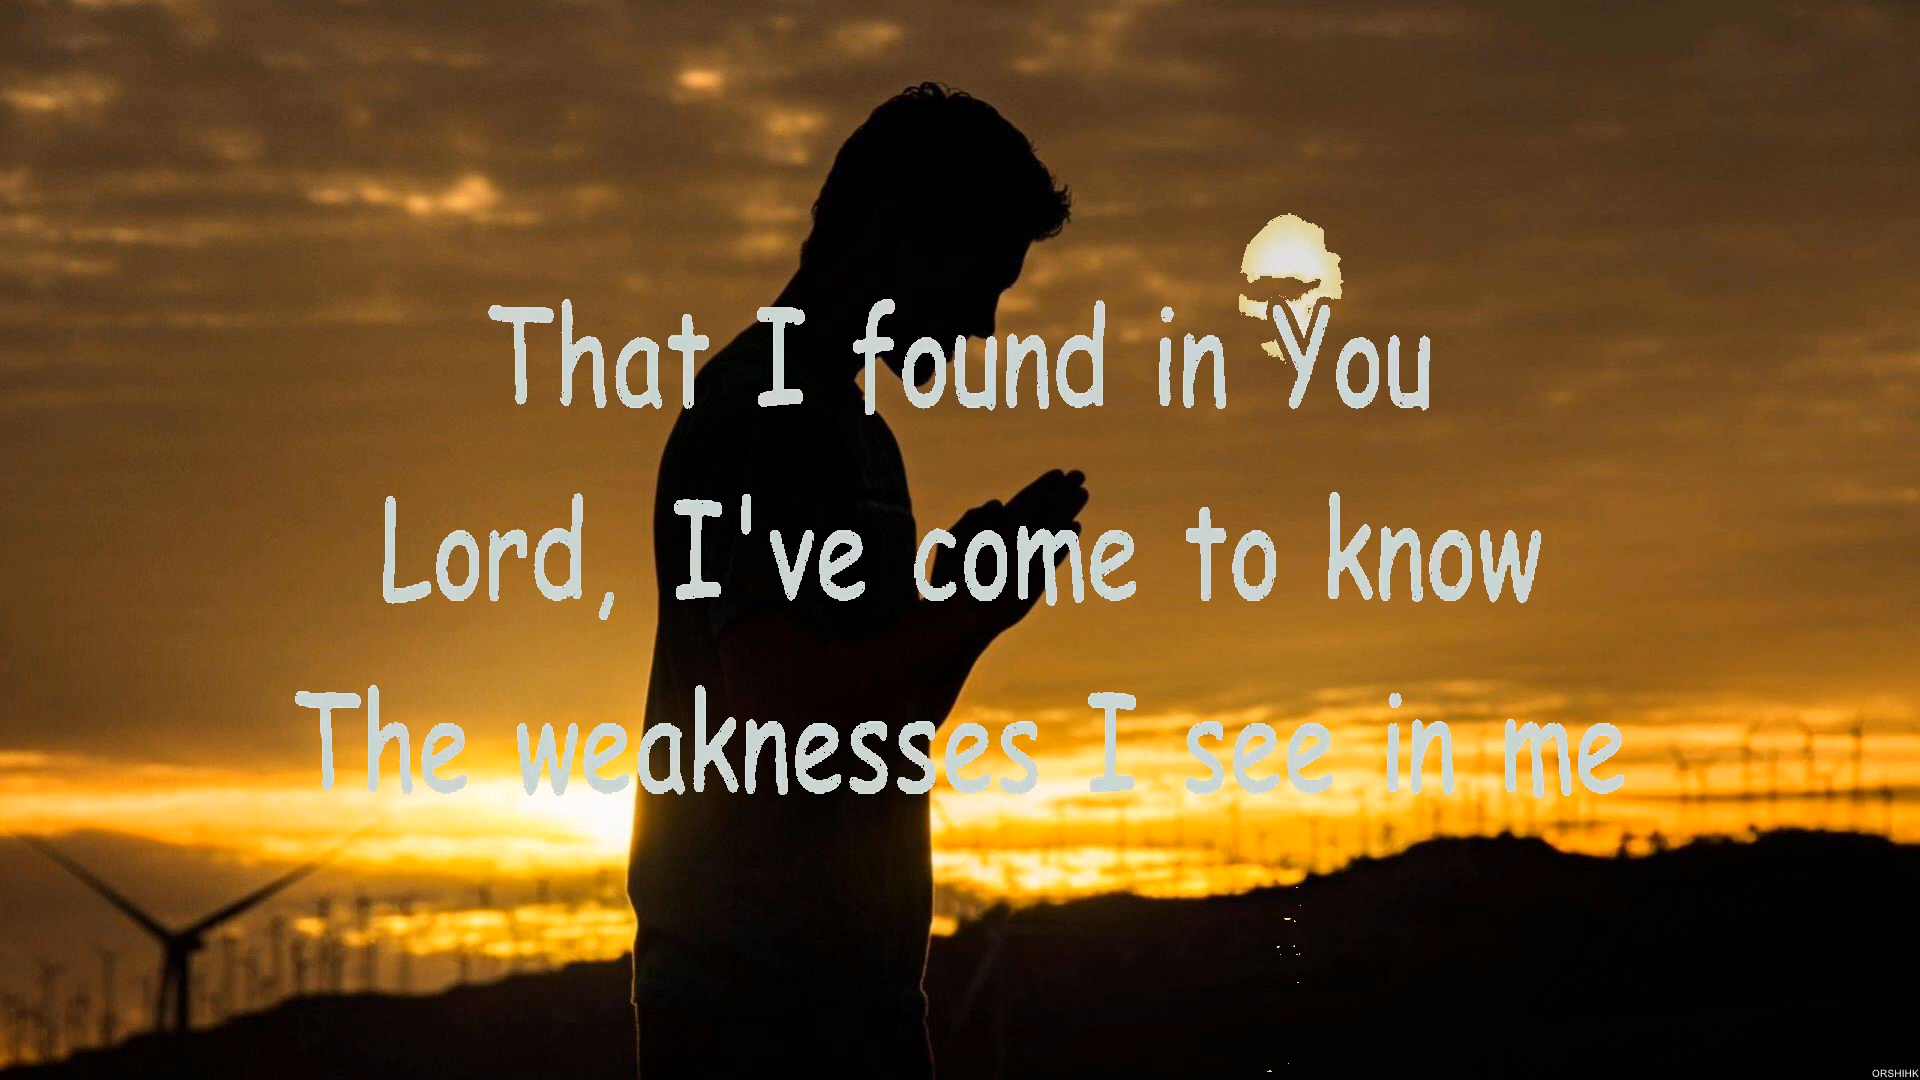 That I found in You
Lord, I've come to know
The weaknesses I see in me
ORSHIHK